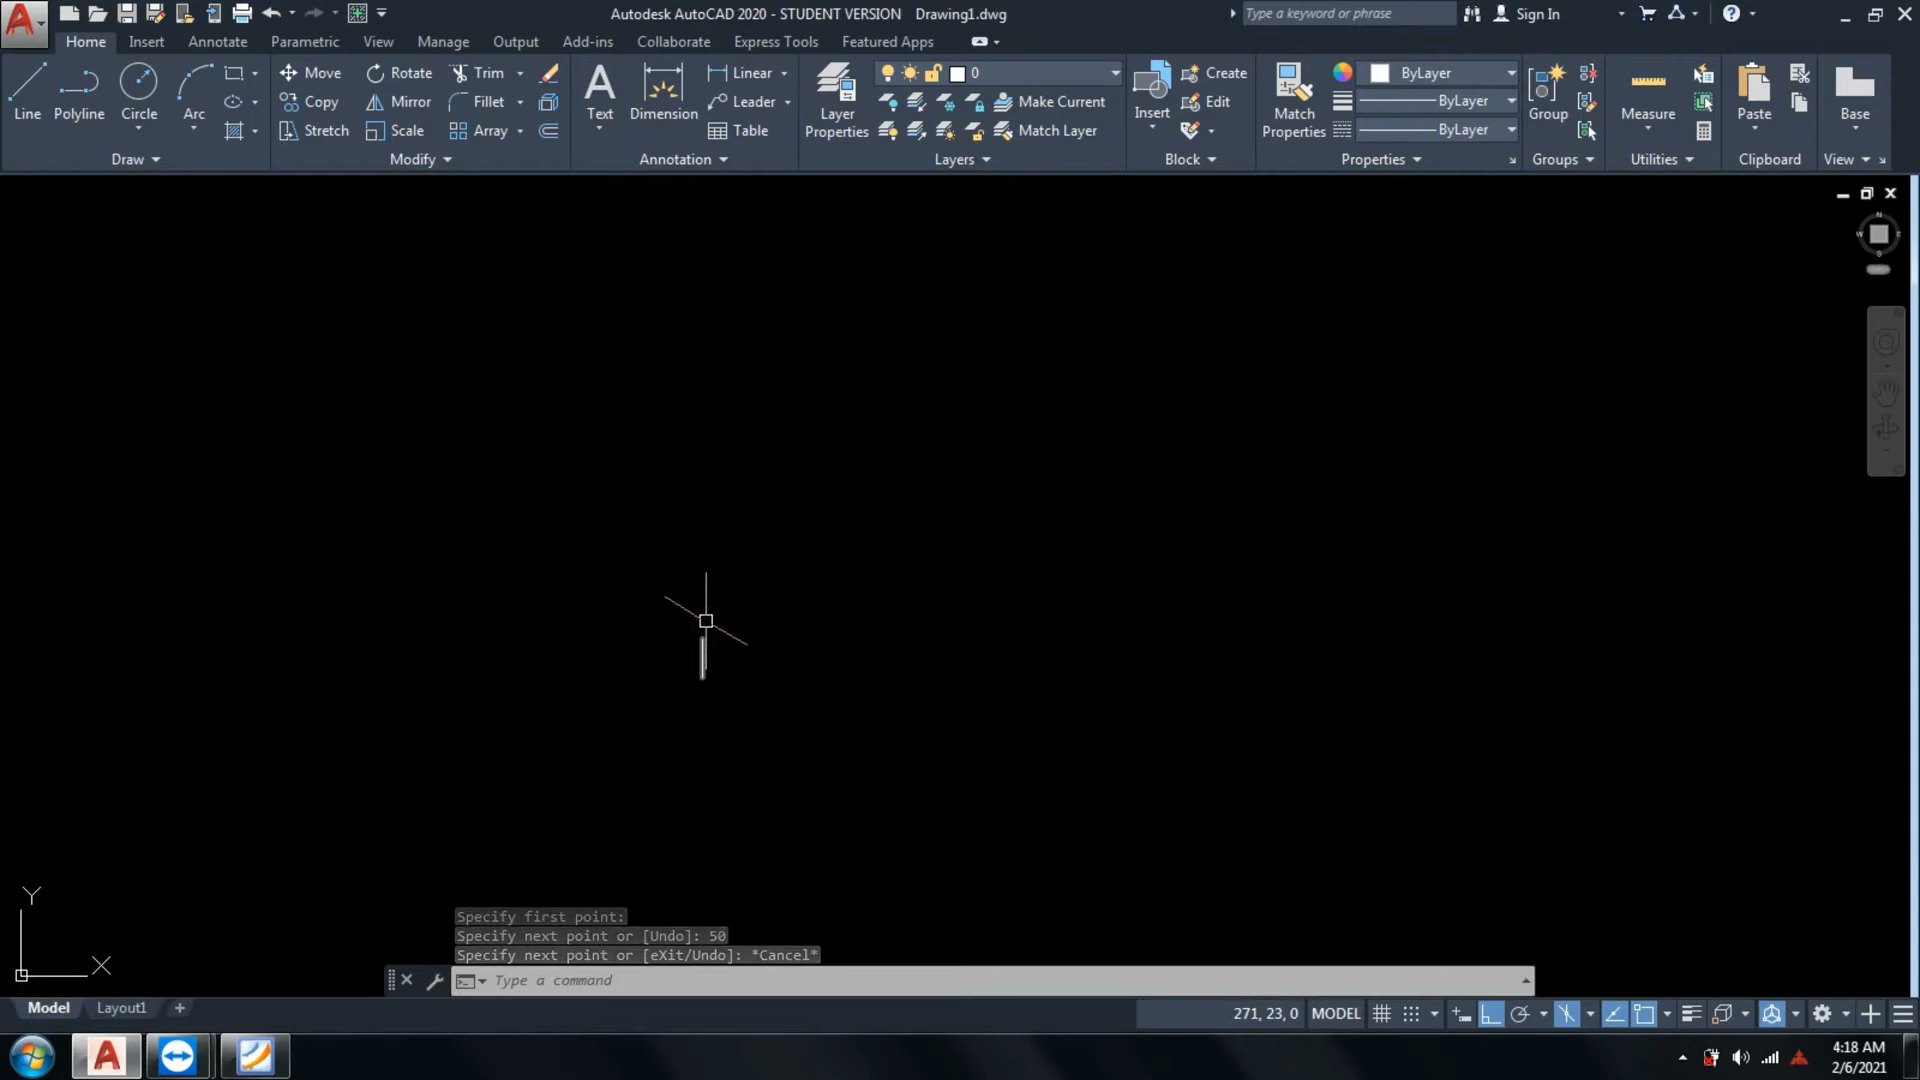 Autodesk AutoCAD 2020 - STUDENT VERSION Drawing1.dwg
Type a keyword or phrase
Sign In
Home Insert Annotate Parametric View Manage Output Add-ins Collaborate Express Tools Featured Apps
Line Polyline Circle Arc
Draw
Move Rotate Trim
Copy Mirror Fillet
Stretch Scale Array
Modify
Text Dimension
Linear
Leader
Table
Annotation
Layer Properties
0
Make Current
Match Layer
Layers
Insert
Create
Edit
Block
Match Properties
ByLayer
ByLayer
ByLayer
Properties
Group
Groups
Measure
Utilities
Paste
Clipboard
Base
View
N
W
S
Y
X
Specify first point:
Specify next point or [Undo]: 50
Specify next point or [eXit/Undo]: *Cancel*
Type a command
Model Layout1
271, 23, 0 MODEL
4:18 AM
2/6/2021